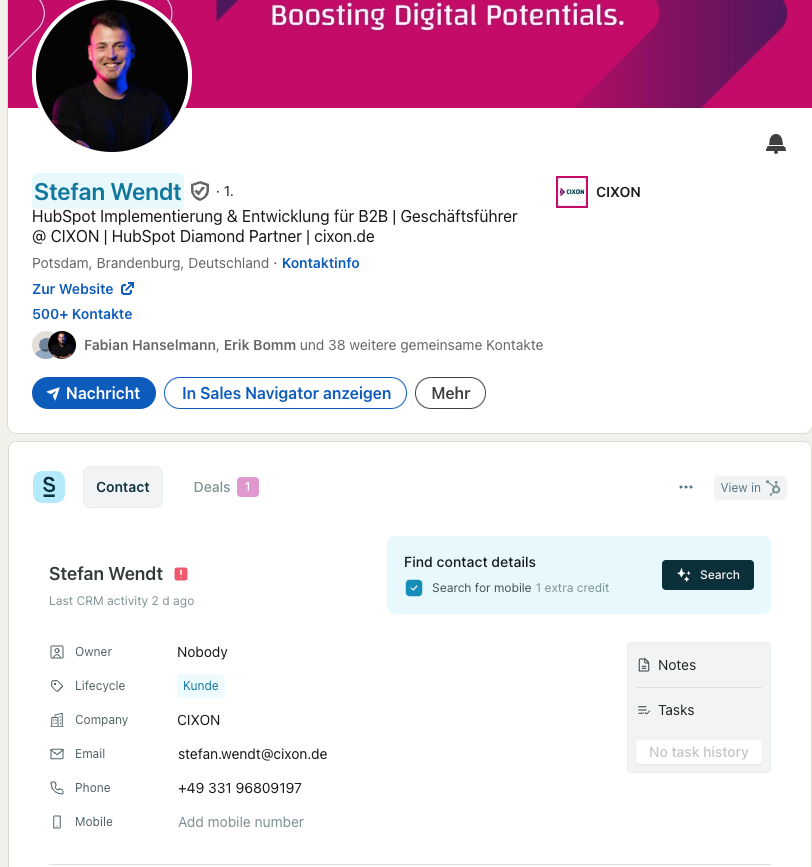 Boosting Digital Potentials.
Stefan Wendt · 1.
CIXON CIXON
HubSpot Implementierung & Entwicklung für B2B | Geschäftsführer
@ CIXON | HubSpot Diamond Partner | cixon.de
Potsdam, Brandenburg, Deutschland · Kontaktinfo
Zur Website
500+ Kontakte
Fabian Hanselmann, Erik Bomm und 38 weitere gemeinsame Kontakte
Nachricht In Sales Navigator anzeigen Mehr
S Contact Deals 1 ··· View in
Find contact details
Stefan Wendt !
Search for mobile 1 extra credit
Search
Last CRM activity 2 d ago
Owner Nobody
Notes
Lifecycle Kunde
Tasks
Company CIXON
Email stefan.wendt@cixon.de
No task history
Phone +49 331 96809197
Mobile Add mobile number